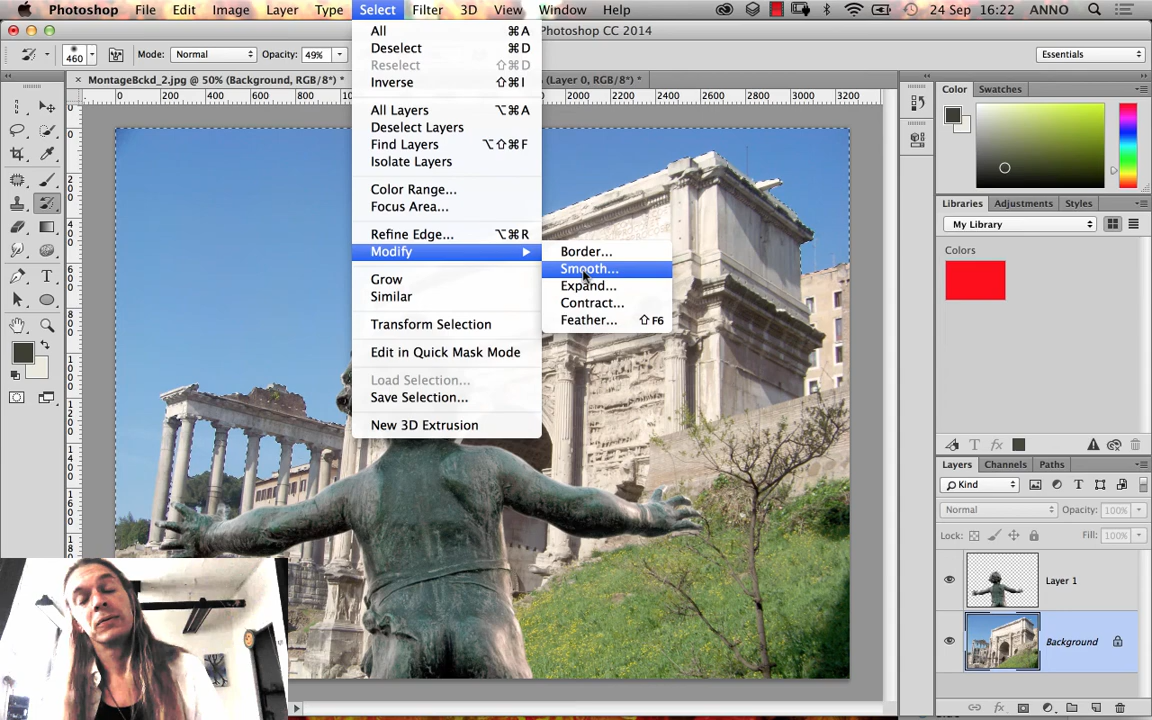 Photoshop File Edit Image Layer Type Select Filter 3D View Window Help 24 Sep 16:22 ANNO
Photoshop CC 2014
460 Mode: Normal Opacity: 49% Essentials
× MontageBckd_2.jpg @ 50% (Background, RGB/8*) * (Layer 0, RGB/8*) *
0 200 400 600 800 2000 2200 2400 2600 2800 3000 3200
All ⌘A
Deselect ⌘D
Reselect ⇧⌘D
Inverse ⇧⌘I
All Layers ⌥⌘A
Deselect Layers
Find Layers ⌥⇧⌘F
Isolate Layers
Color Range...
Focus Area...
Refine Edge... ⌥⌘R
Modify
Grow
Similar
Transform Selection
Edit in Quick Mask Mode
Load Selection...
Save Selection...
New 3D Extrusion
Border...
Smooth...
Expand...
Contract...
Feather... ⇧F6
Color Swatches
Libraries Adjustments Styles
My Library
Colors
Layers Channels Paths
Kind
Normal Opacity: 100%
Lock: Fill: 100%
Layer 1
Background